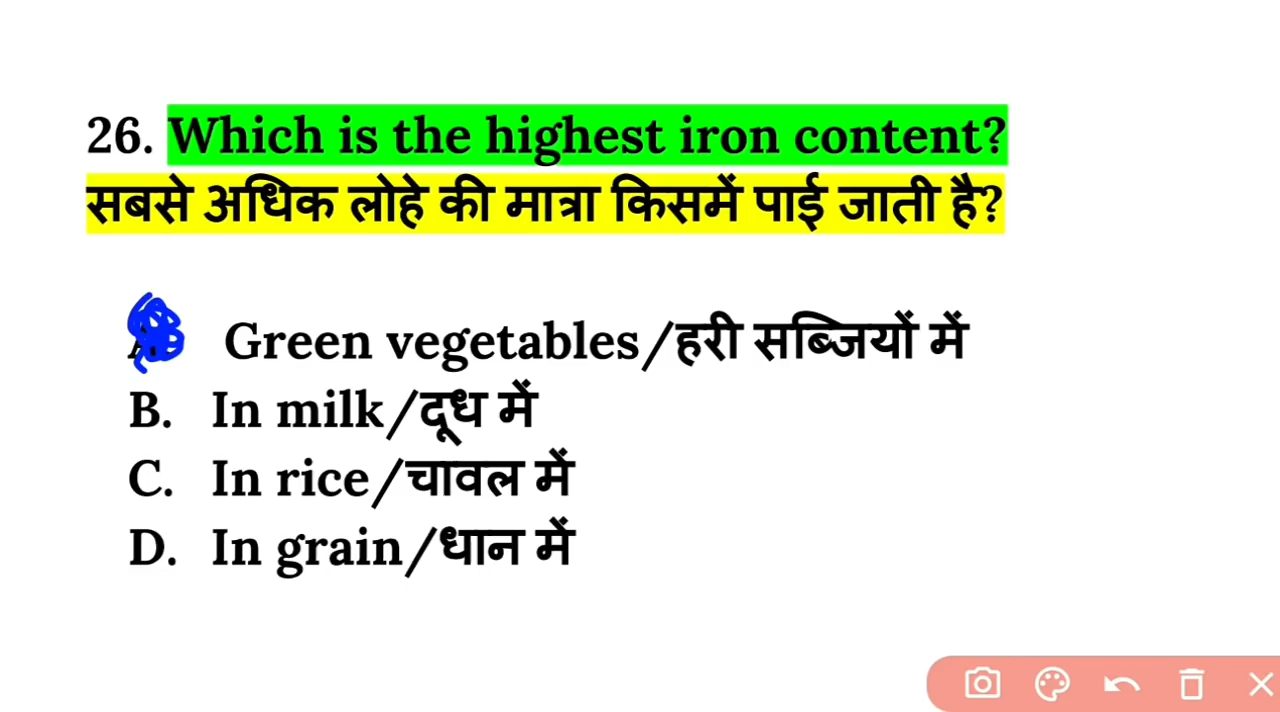 26. Which is the highest iron content?
सबसे अधिक लोहे की मात्रा किसमें पाई जाती है?
A. Green vegetables/हरी सब्जियों में
B. In milk/दूध में
C. In rice/चावल में
D. In grain/धान में